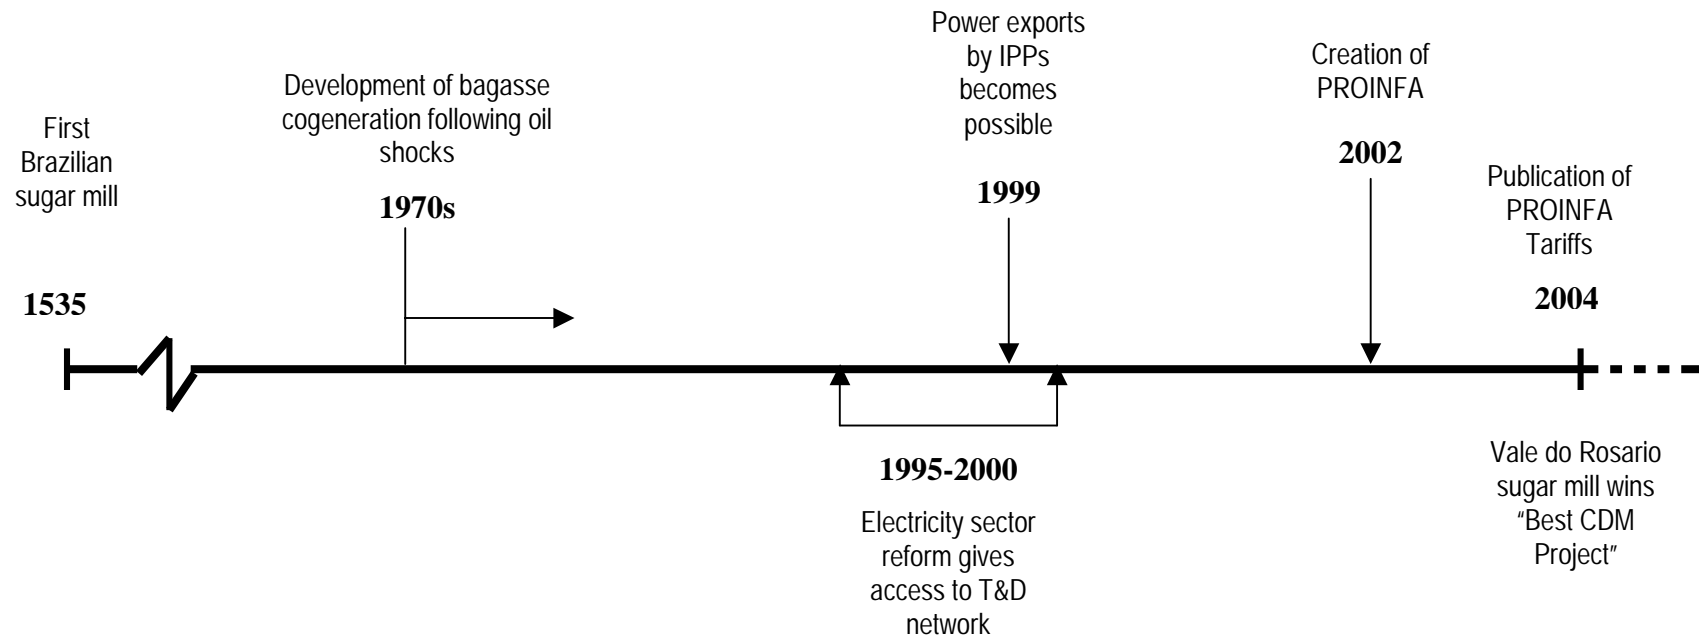 First
Brazilian
sugar mill
1535
Development of bagasse
cogeneration following oil
shocks
1970s
Power exports
by IPPs
becomes
possible
1999
Creation of
PROINFA
2002
Publication of
PROINFA
Tariffs
2004
1995-2000
Electricity sector
reform gives
access to T&D
network
Vale do Rosario
sugar mill wins
“Best CDM
Project”